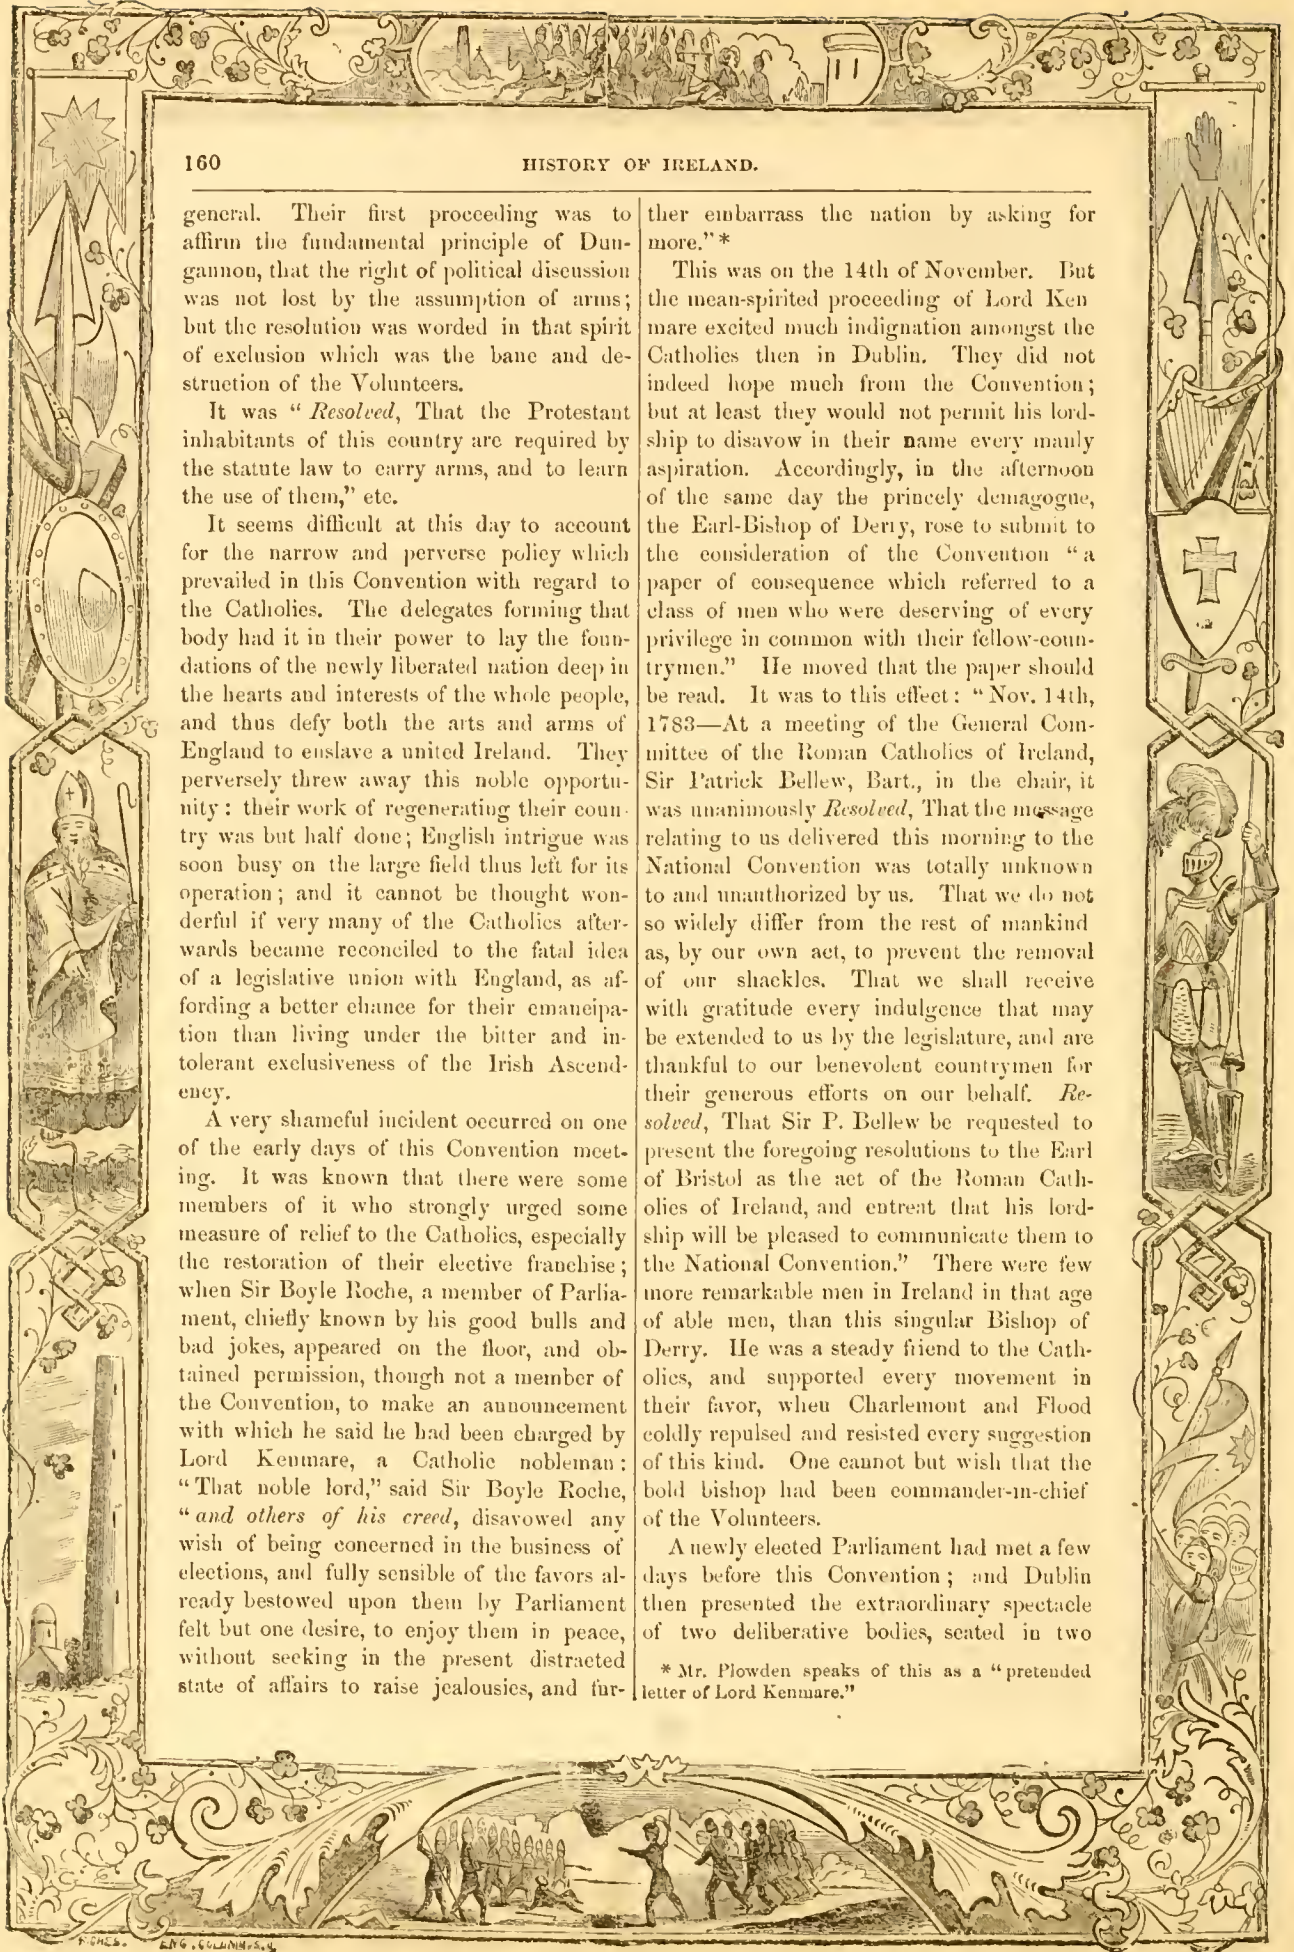 160
HISTORY OF IRELAND.
general. Their first proceeding was to
affirm the fundamental principle of Dun-
gannon, that the right of political discussion
was not lost by the assumption of arms;
but the resolution was worded in that spirit
of exclusion which was the bane and de-
struction of the Volunteers.
It was "Resolved, That the Protestant
inhabitants of this country are required by
the statute law to carry arms, and to learn
the use of them," etc.
It seems difficult at this day to account
for the narrow and perverse policy which
prevailed in this Convention with regard to
the Catholics. The delegates forming that
body had it in their power to lay the foun-
dations of the newly liberated nation deep in
the hearts and interests of the whole people,
and thus defy both the arts and arms of
England to enslave a united Ireland. They
perversely threw away this noble opportu-
nity: their work of regenerating their coun-
try was but half done; English intrigue was
soon busy on the large field thus left for its
operation; and it cannot be thought won-
derful if very many of the Catholics after-
wards became reconciled to the fatal idea
of a legislative union with England, as af-
fording a better chance for their emancipa-
tion than living under the bitter and in-
tolerant exclusiveness of the Irish Ascend-
ency.
A very shameful incident occurred on one
of the early days of this Convention meet-
ing. It was known that there were some
members of it who strongly urged some
measure of relief to the Catholics, especially
the restoration of their elective franchise;
when Sir Boyle Roche, a member of Parlia-
ment, chiefly known by his good bulls and
bad jokes, appeared on the floor, and ob-
tained permission, though not a member of
the Convention, to make an announcement
with which he said he had been charged by
Lord Kenmare, a Catholic nobleman:
"That noble lord," said Sir Boyle Roche,
"and others of his creed, disavowed any
wish of being concerned in the business of
elections, and fully sensible of the favors al-
ready bestowed upon them by Parliament
felt but one desire, to enjoy them in peace,
without seeking in the present distracted
state of affairs to raise jealousies, and fur-
ther embarrass the nation by asking for
more."*
This was on the 14th of November. But
the mean-spirited proceeding of Lord Ken
mare excited much indignation amongst the
Catholics then in Dublin. They did not
indeed hope much from the Convention;
but at least they would not permit his lord-
ship to disavow in their name every manly
aspiration. Accordingly, in the afternoon
of the same day the princely demagogue,
the Earl-Bishop of Derry, rose to submit to
the consideration of the Convention "a
paper of consequence which referred to a
class of men who were deserving of every
privilege in common with their fellow-coun-
trymen." He moved that the paper should
be read. It was to this effect: "Nov. 14th,
1783—At a meeting of the General Com-
mittee of the Roman Catholics of Ireland,
Sir Patrick Bellew, Bart., in the chair, it
was unanimously Resolved, That the message
relating to us delivered this morning to the
National Convention was totally unknown
to and unauthorized by us. That we do not
so widely differ from the rest of mankind
as, by our own act, to prevent the removal
of our shackles. That we shall receive
with gratitude every indulgence that may
be extended to us by the legislature, and are
thankful to our benevolent countrymen for
their generous efforts on our behalf. Re-
solved, That Sir P. Bellew be requested to
present the foregoing resolutions to the Earl
of Bristol as the act of the Roman Cath-
olics of Ireland, and entreat that his lord-
ship will be pleased to communicate them to
the National Convention." There were few
more remarkable men in Ireland in that age
of able men, than this singular Bishop of
Derry. He was a steady friend to the Cath-
olics, and supported every movement in
their favor, when Charlemont and Flood
coldly repulsed and resisted every suggestion
of this kind. One cannot but wish that the
bold bishop had been commander-in-chief
of the Volunteers.
A newly elected Parliament had met a few
days before this Convention; and Dublin
then presented the extraordinary spectacle
of two deliberative bodies, seated in two
* Mr. Plowden speaks of this as a "pretended
letter of Lord Kenmare."